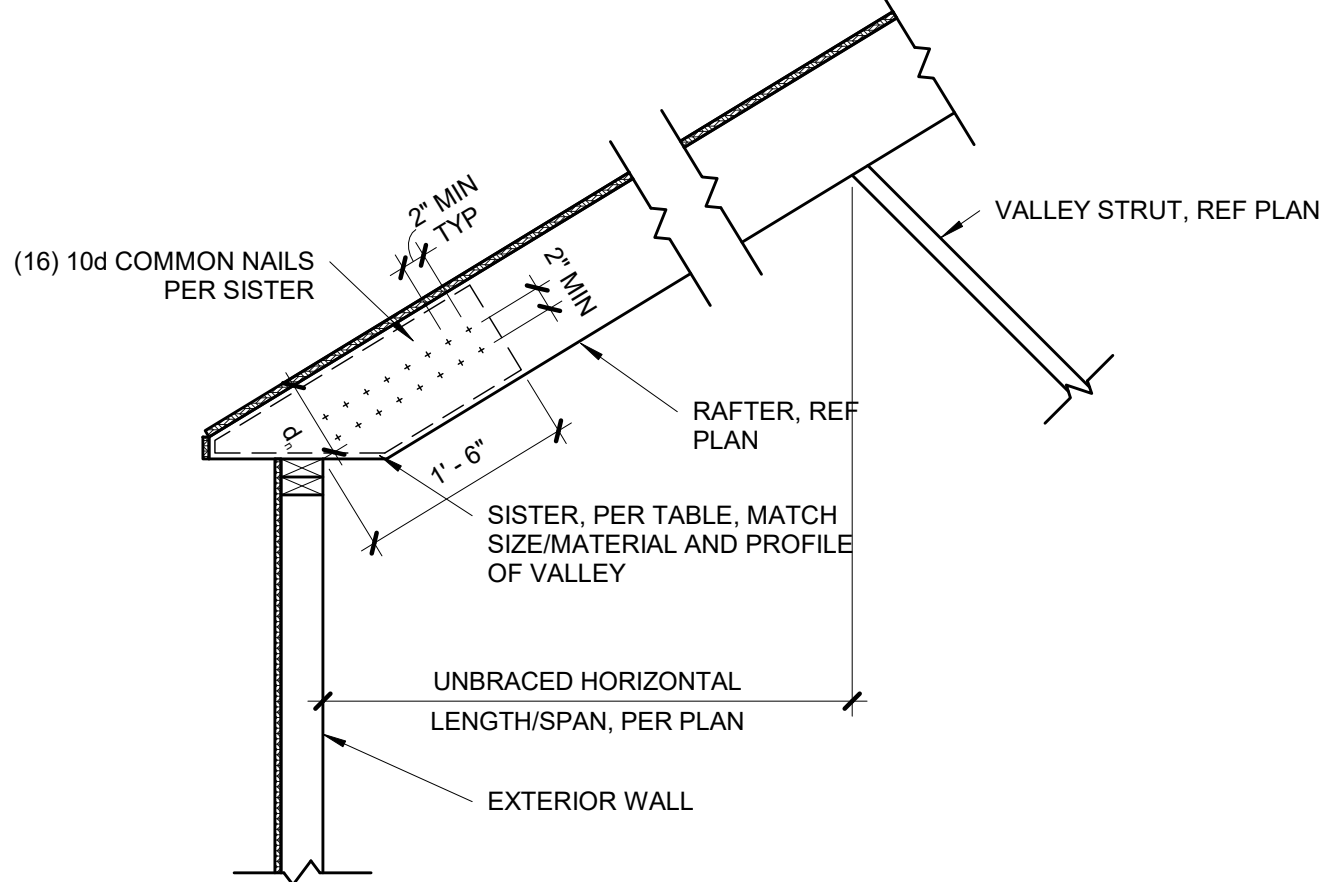 2" MIN
TYP
VALLEY STRUT, REF PLAN
(16) 10d COMMON NAILS
PER SISTER
2" MIN
RAFTER, REF
PLAN
dn
1' - 6"
SISTER, PER TABLE, MATCH
SIZE/MATERIAL AND PROFILE
OF VALLEY
UNBRACED HORIZONTAL
LENGTH/SPAN, PER PLAN
EXTERIOR WALL